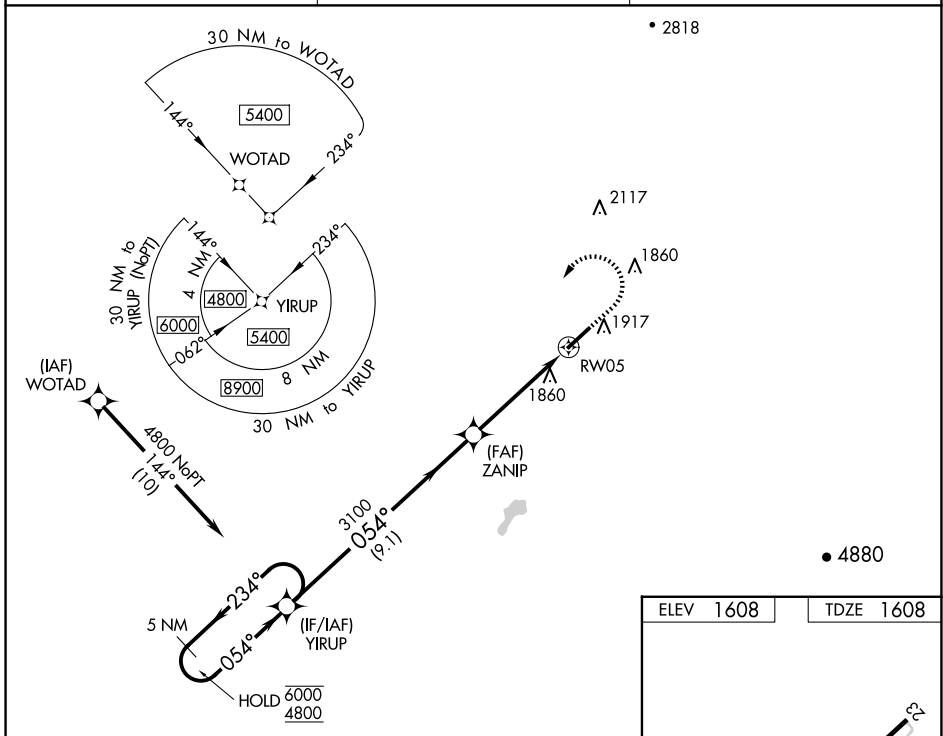 2818
30 NM to WOTAD
144°
5400
234°
WOTAD
2117
144°
234°
30 NM to
YIRUP (NoPT)
4 NM
1860
4800
YIRUP
6000
5400
1917
062°
8 NM
RW05
(IAF)
WOTAD
8900
1860
30 NM to YIRUP
4800 NoPT
144°
(10)
(FAF)
ZANIP
3100
054°
(9.1)
4880
234°
ELEV 1608
TDZE 1608
5 NM
(IF/IAF)
YIRUP
054°
HOLD 6000
4800
23